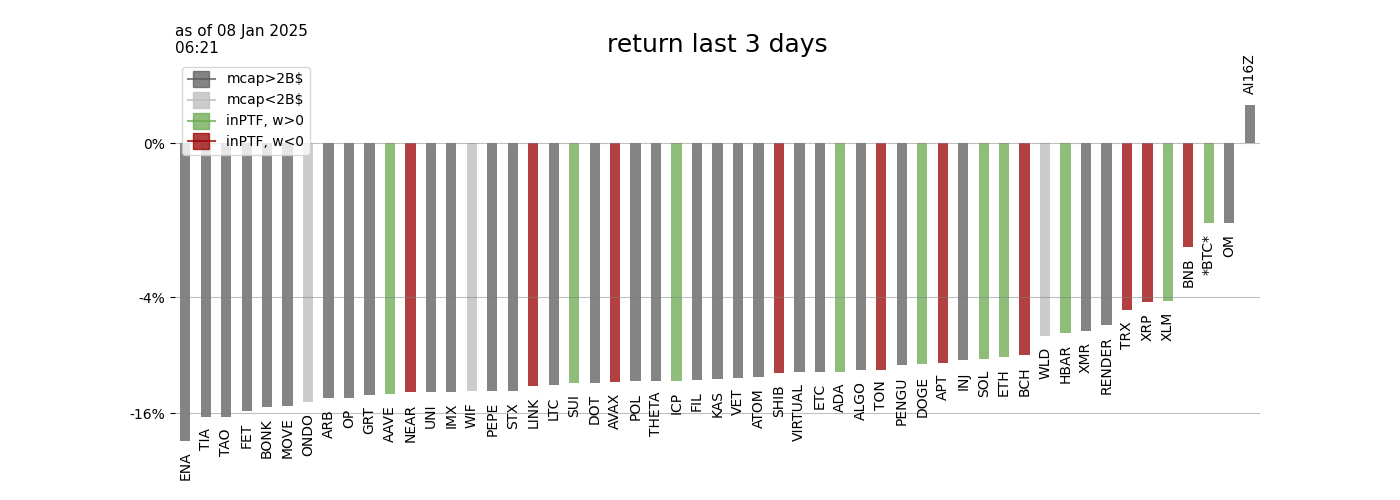 as of 08 Jan 2025
06:21
return last 3 days
mcap>2B$
mcap<2B$
inPTF, w>0
inPTF, w<0
0%
-4%
-16%
ENA
TIA
TAO
FET
BONK
MOVE
ONDO
ARB
OP
GRT
AAVE
NEAR
UNI
IMX
WIF
PEPE
STX
LINK
LTC
SUI
DOT
AVAX
POL
THETA
ICP
FIL
KAS
VET
ATOM
SHIB
VIRTUAL
ETC
ADA
ALGO
TON
PENGU
DOGE
APT
INJ
SOL
ETH
BCH
WLD
HBAR
XMR
RENDER
TRX
XRP
XLM
BNB
*BTC*
OM
AI16Z